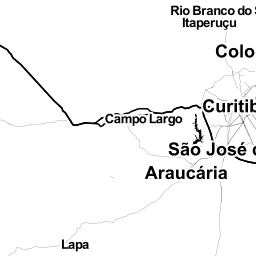 Rio Branco do S
Itaperuçu
Colo
Curitib
Campo Largo
São José d
Araucária
Lapa